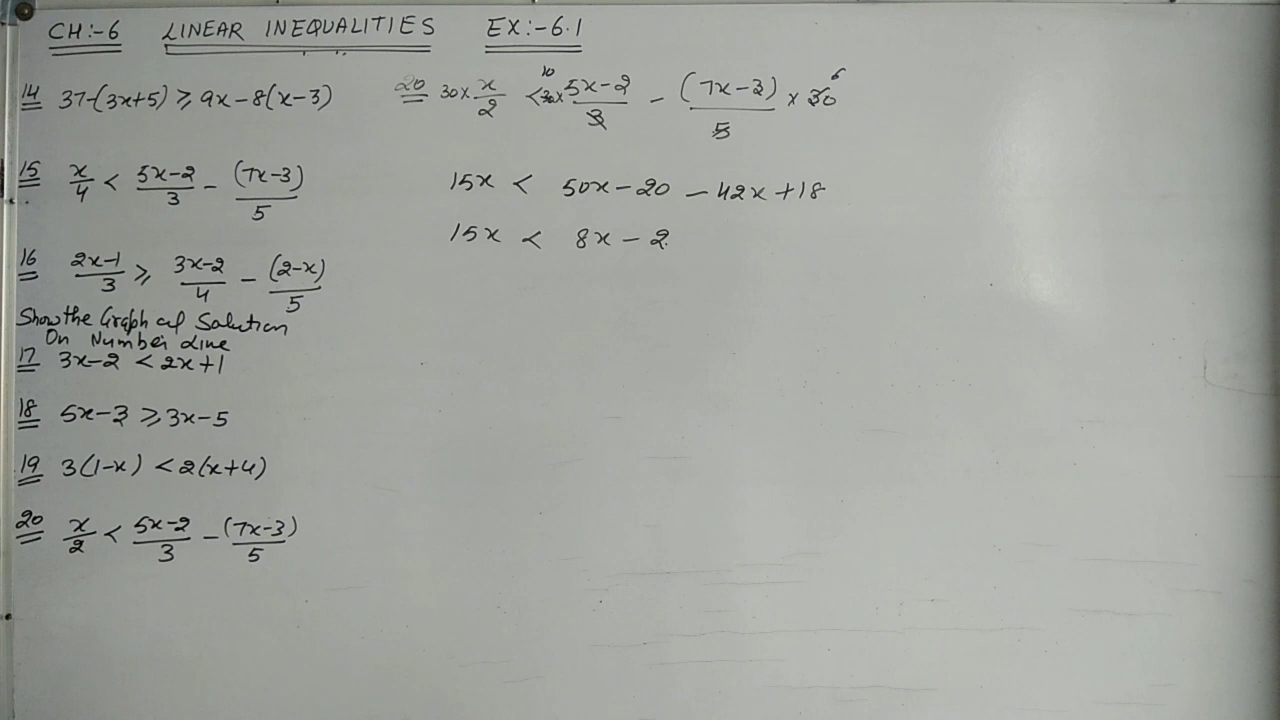 CH:-6 LINEAR INEQUALITIES EX:-6.1
14 37-(3x+5) ≥ 9x-8(x-3)
15 x/4 < (5x-2)/3 - (7x-3)/5
16 (2x-1)/3 ≥ (3x-2)/4 - (2-x)/5
Show the Graph of Solution
On Number Line
17 3x-2 < 2x+1
18 5x-3 ≥ 3x-5
19 3(1-x) < 2(x+4)
20 x/2 < (5x-2)/3 - (7x-3)/5
20 30 × x/2 < 30 10 × (5x-2)/3 - (7x-3)/5 × 30 6
15x < 50x-20 - 42x+18
15x < 8x-2